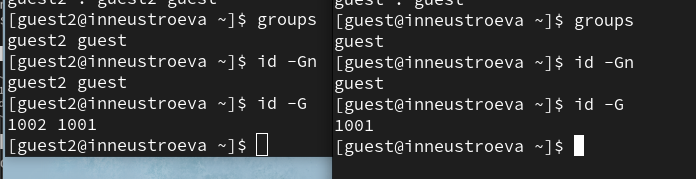 guest2 : guest2 guest
[guest2@inneustroeva ~]$ groups
guest2 guest
[guest2@inneustroeva ~]$ id -Gn
guest2 guest
[guest2@inneustroeva ~]$ id -G
1002 1001
[guest2@inneustroeva ~]$
guest : guest
[guest@inneustroeva ~]$ groups
guest
[guest@inneustroeva ~]$ id -Gn
guest
[guest@inneustroeva ~]$ id -G
1001
[guest@inneustroeva ~]$